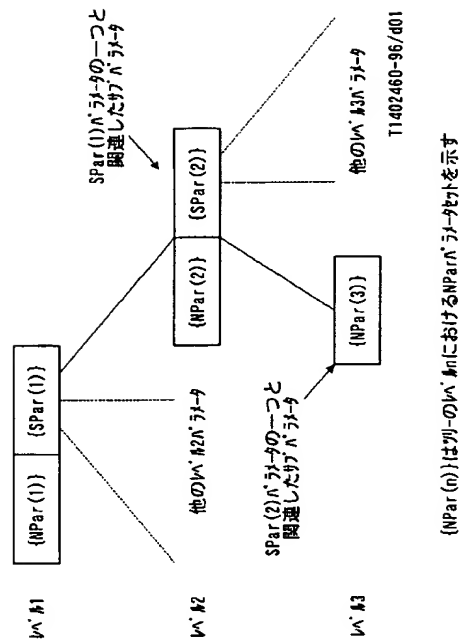 レベル1
{NPar(1)}
{SPar(1)}
SPar(1)パラメータの一つと
関連したサブパラメータ
レベル2
他のレベル2パラメータ
{NPar(2)}
{SPar(2)}
SPar(2)パラメータの一つと
関連したサブパラメータ
レベル3
{NPar(3)}
他のレベル3パラメータ
T1402460-96/d01
{NPar(n)}はツリーのレベルnにおけるNParパラメータセットを示す